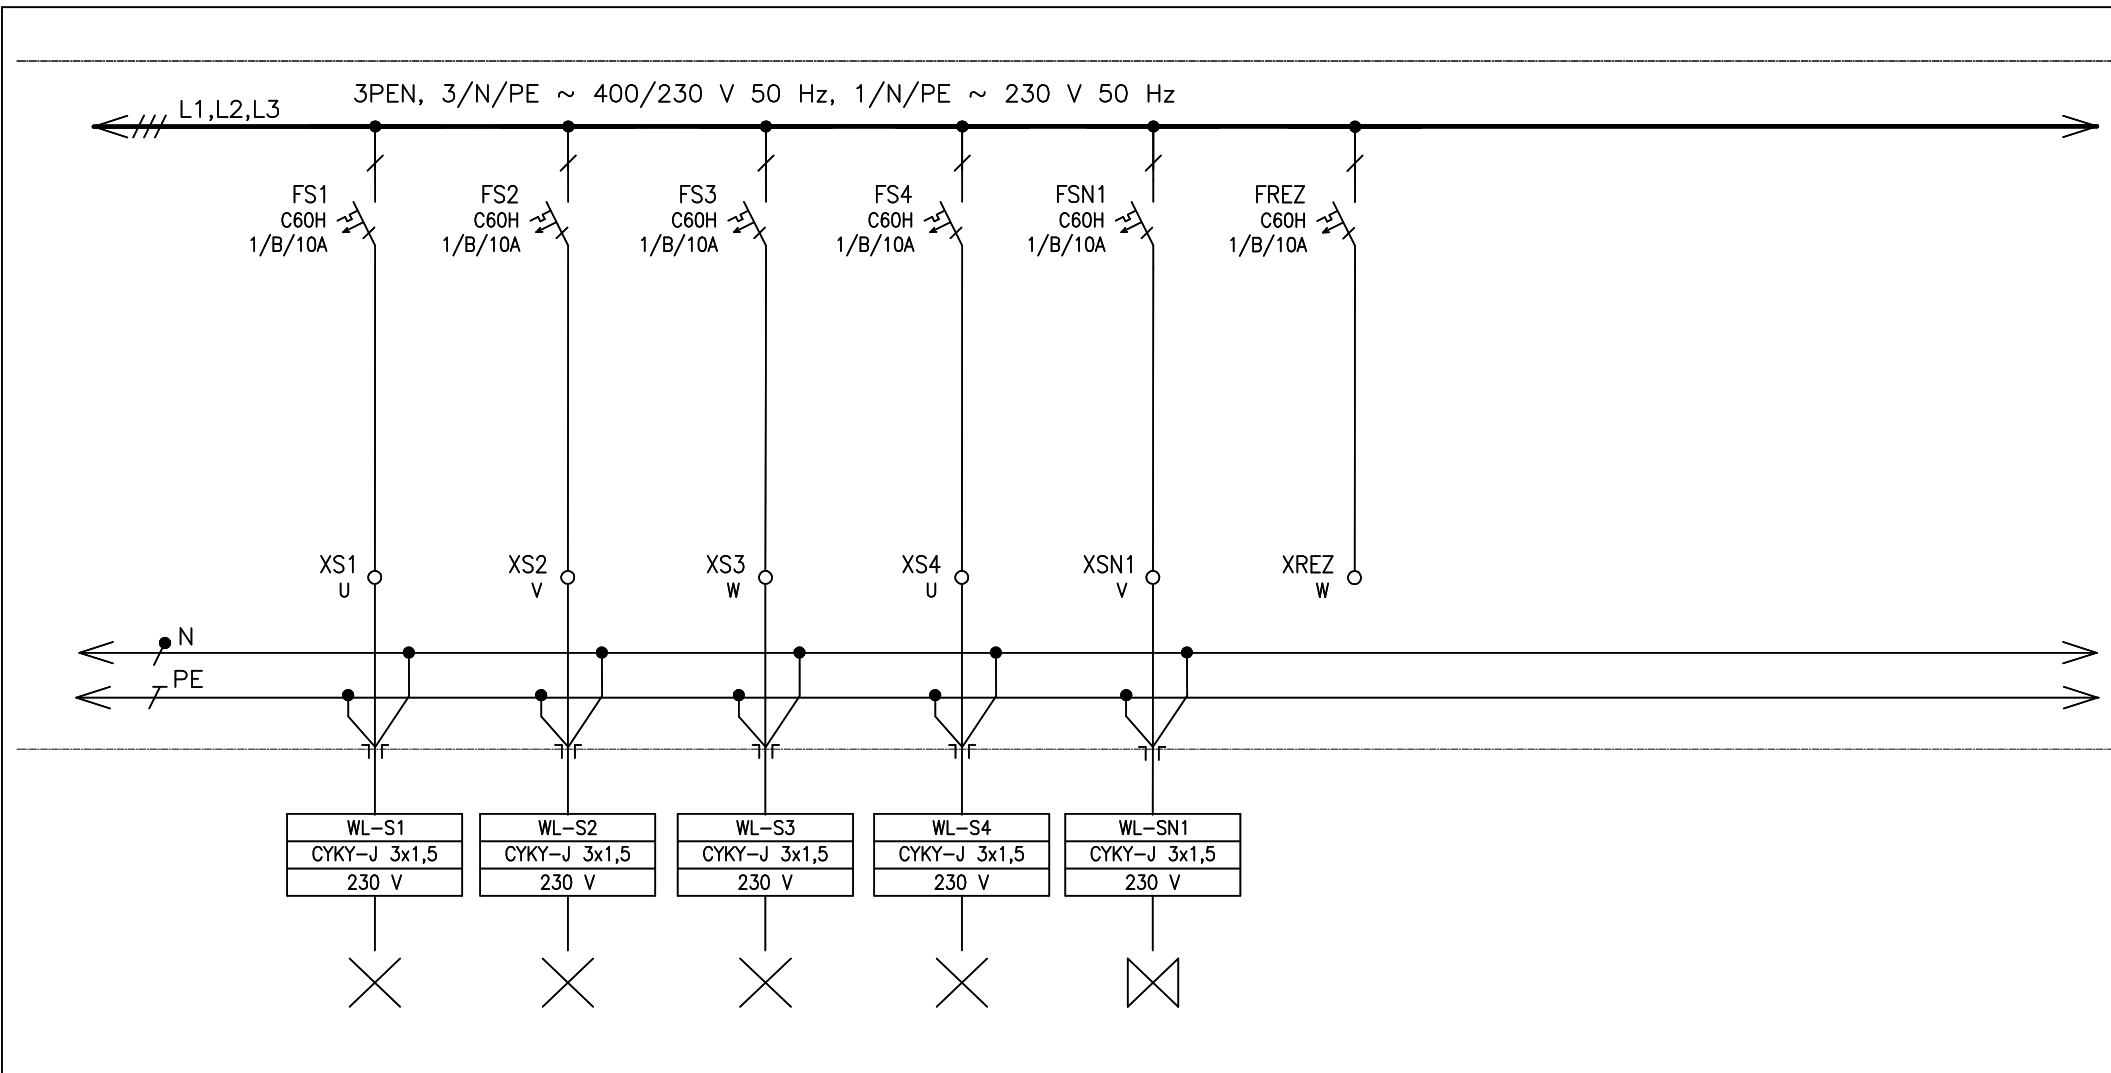 3PEN, 3/N/PE ~ 400/230 V 50 Hz, 1/N/PE ~ 230 V 50 Hz
L1,L2,L3
FS1
C60H
1/B/10A
FS2
C60H
1/B/10A
FS3
C60H
1/B/10A
FS4
C60H
1/B/10A
FSN1
C60H
1/B/10A
FREZ
C60H
1/B/10A
XS1
U
XS2
V
XS3
W
XS4
U
XSN1
V
XREZ
W
N
PE
WL-S1
CYKY-J 3x1,5
230 V
WL-S2
CYKY-J 3x1,5
230 V
WL-S3
CYKY-J 3x1,5
230 V
WL-S4
CYKY-J 3x1,5
230 V
WL-SN1
CYKY-J 3x1,5
230 V